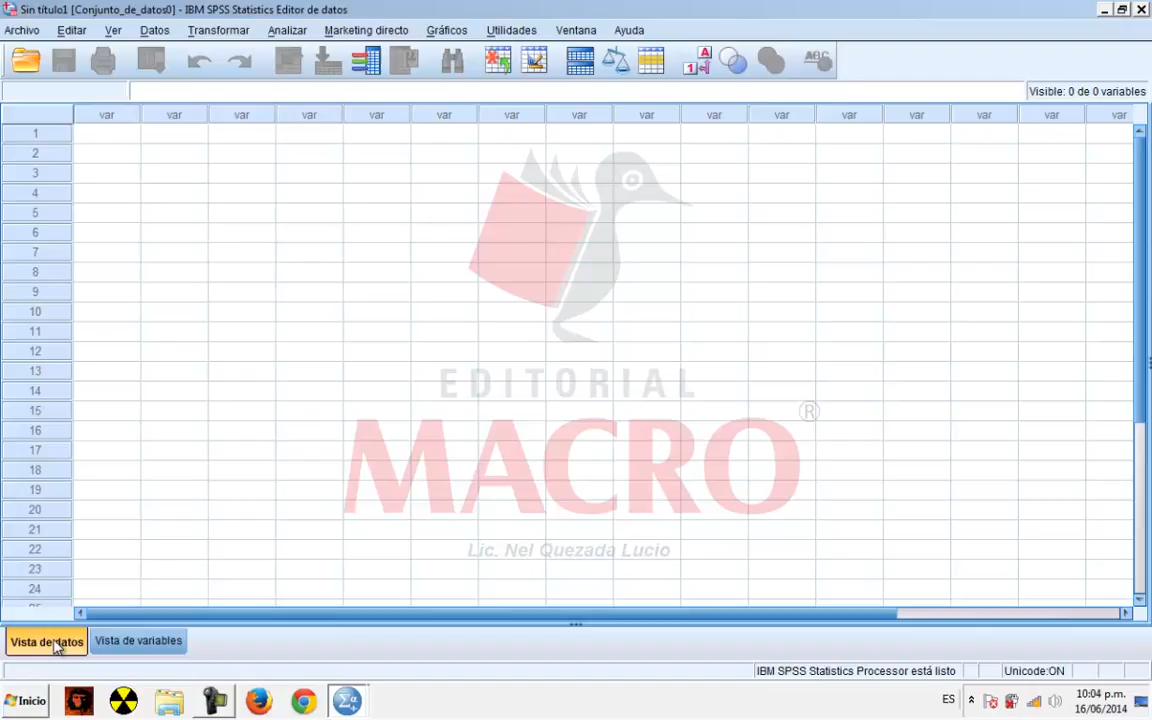 Sin título1 [Conjunto_de_datos0] - IBM SPSS Statistics Editor de datos
Archivo Editar Ver Datos Transformar Analizar Marketing directo Gráficos Utilidades Ventana Ayuda
A
1
ABC
Visible: 0 de 0 variables
var var var var var var var var var var var var var var var var
1
2
3
4
5
6
7
8
9
10
11
12
13
14
15
16
17
18
19
20
21
22
23
24
EDITORIAL
MACRO ®
Lic. Nel Quezada Lucio
Vista de datos Vista de variables
IBM SPSS Statistics Processor está listo Unicode:ON
Inicio ES 10:04 p.m.
16/06/2014